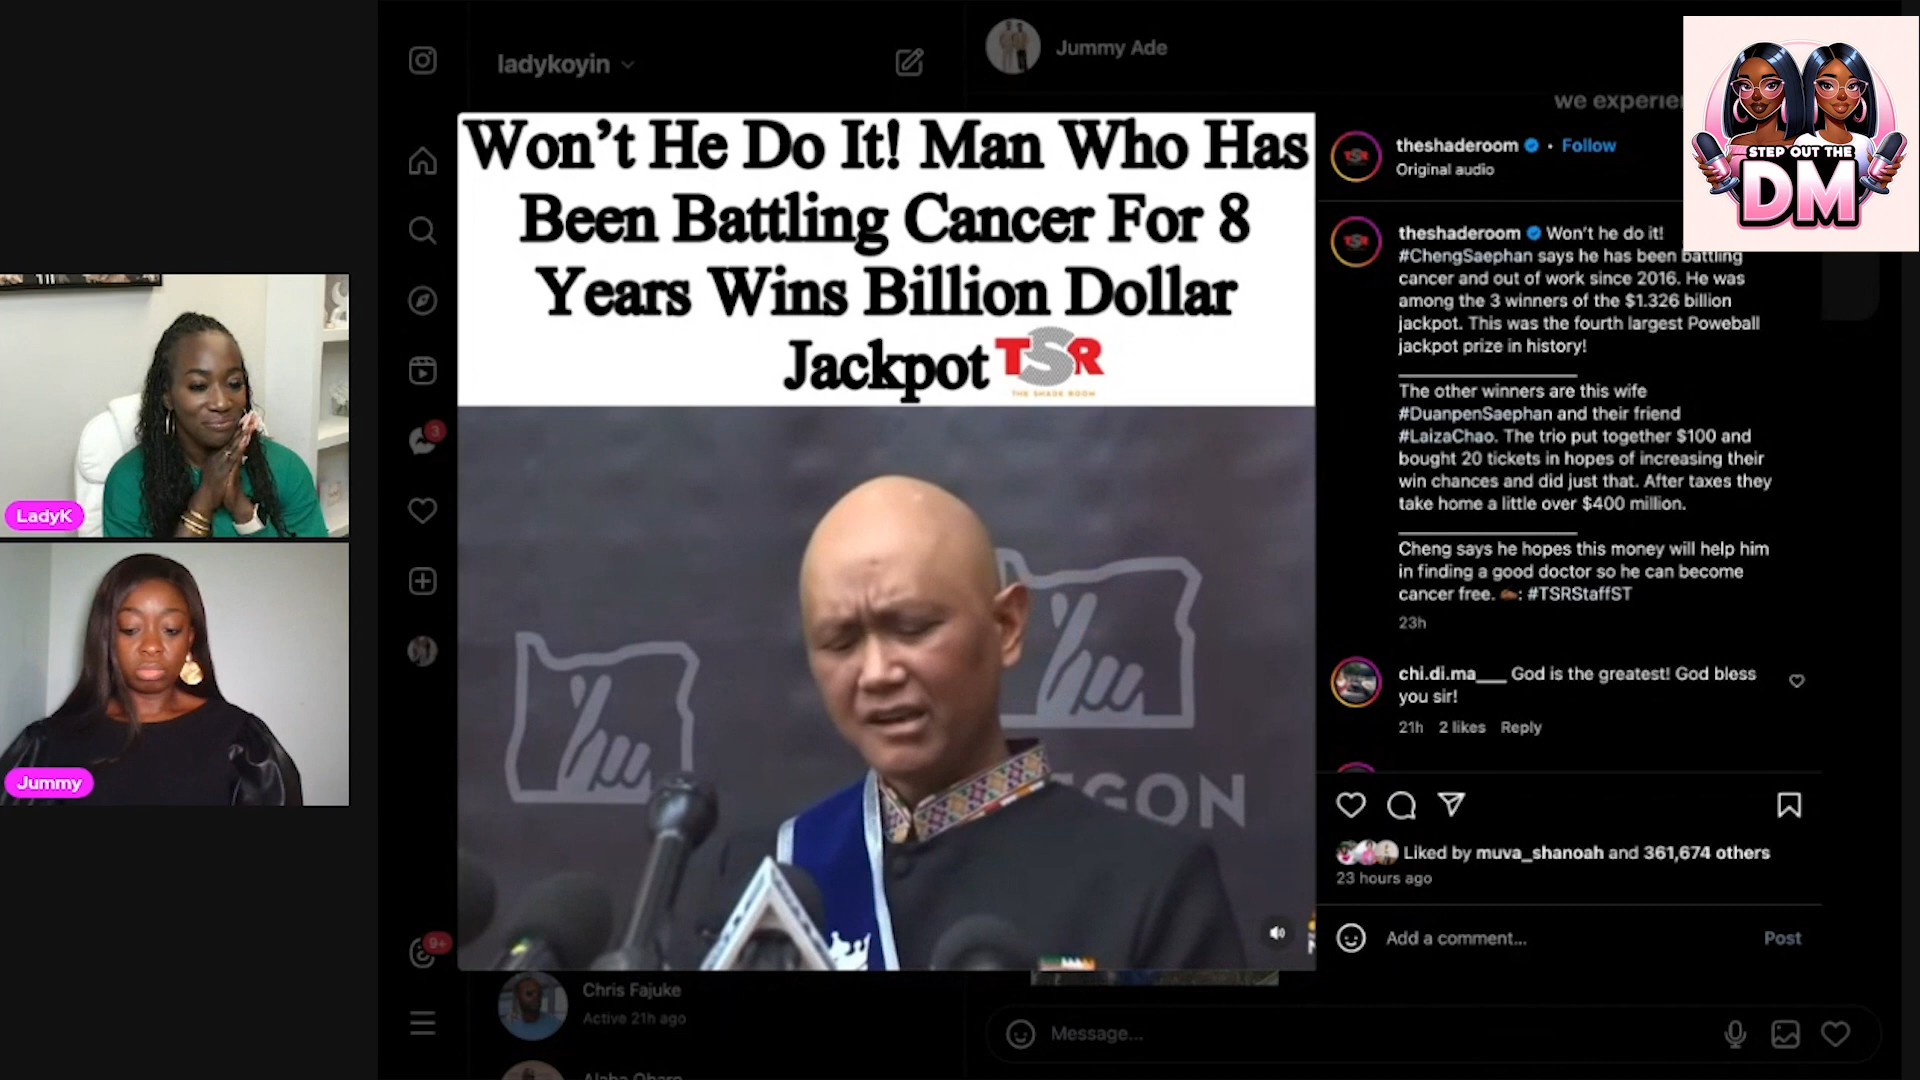 ladykoyin
Jummy Ade
we experie
STEP OUT THE
DM
Won't He Do It! Man Who Has
Been Battling Cancer For 8
Years Wins Billion Dollar
Jackpot TSR
THE SHADE ROOM
OREGON
LadyK
Jummy
3
9+
theshaderoom • Follow
Original audio
theshaderoom Won't he do it!
#ChengSaephan says he has been battling
cancer and out of work since 2016. He was
among the 3 winners of the $1.326 billion
jackpot. This was the fourth largest Poweball
jackpot prize in history!
The other winners are this wife
#DuanpenSaephan and their friend
#LaizaChao. The trio put together $100 and
bought 20 tickets in hopes of increasing their
win chances and did just that. After taxes they
take home a little over $400 million.
Cheng says he hopes this money will help him
in finding a good doctor so he can become
cancer free. ✍🏾: #TSRStaffST
23h
chi.di.ma___ God is the greatest! God bless
you sir!
21h 2 likes Reply
Liked by muva_shanoah and 361,674 others
23 hours ago
Add a comment... Post
Chris Fajuke
Active 21h ago
Message...